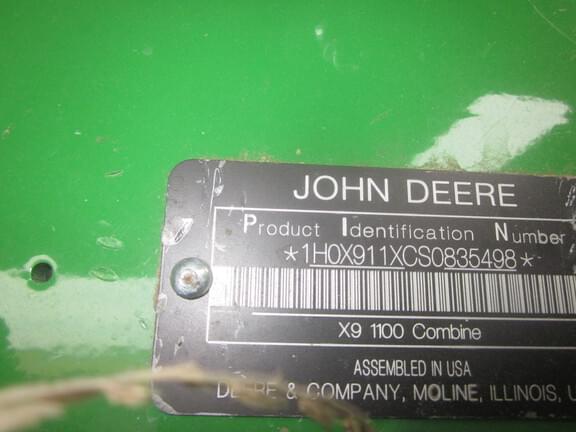 JOHN DEERE
Product Identification Number
*1H0X911XCS0835498*
X9 1100 Combine
ASSEMBLED IN USA
DEERE & COMPANY, MOLINE, ILLINOIS, U